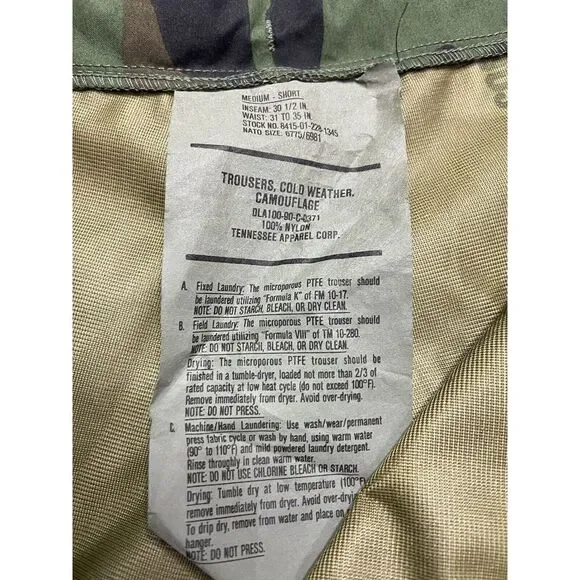 MEDIUM - SHORT
INSEAM: 30 1/2 IN.
WAIST: 31 TO 35 IN.
STOCK NO. 8415-01-228-1345
NATO SIZE: 6775/8981
TROUSERS, COLD WEATHER,
CAMOUFLAGE
DLA100-90-C-0371
100% NYLON
TENNESSEE APPAREL CORP.
A. Fixed Laundry: The microporous PTFE trouser should
be laundered utilizing "Formula K" of FM 10-17.
NOTE: DO NOT STARCH, BLEACH, OR DRY CLEAN.
B. Field Laundry: The microporous PTFE trouser should
be laundered utilizing "Formula VIII" of TM 10-280.
NOTE: DO NOT STARCH, BLEACH, OR DRY CLEAN.
Drying: The microporous PTFE trouser should be
finished in a tumble-dryer, loaded not more than 2/3 of
rated capacity at low heat cycle (do not exceed 100°F).
Remove immediately from dryer. Avoid over-drying.
NOTE: DO NOT PRESS.
C. Machine/Hand Laundering: Use wash/wear/permanent
press fabric cycle or wash by hand, using warm water
(90° to 110°F) and mild powdered laundry detergent.
Rinse throughly in clean warm water.
NOTE: DO NOT USE CHLORINE BLEACH OR STARCH.
Drying: Tumble dry at low temperature (100°F)
Remove immediately from dryer. Avoid over-dryi
To drip dry, remove from water and place on
hanger.
NOTE: DO NOT PRESS.